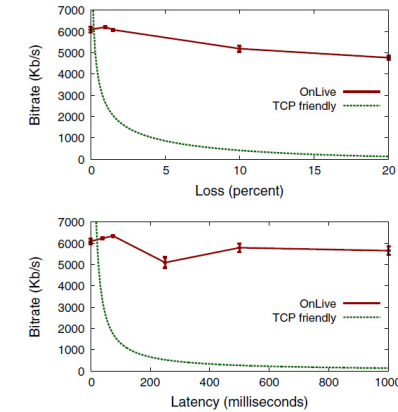 7000
6000
5000
4000
3000
2000
1000
0
Bitrate (Kb/s)
OnLive
TCP friendly
0 5 10 15 20
Loss (percent)
7000
6000
5000
4000
3000
2000
1000
0
Bitrate (Kb/s)
OnLive
TCP friendly
0 200 400 600 800 1000
Latency (milliseconds)